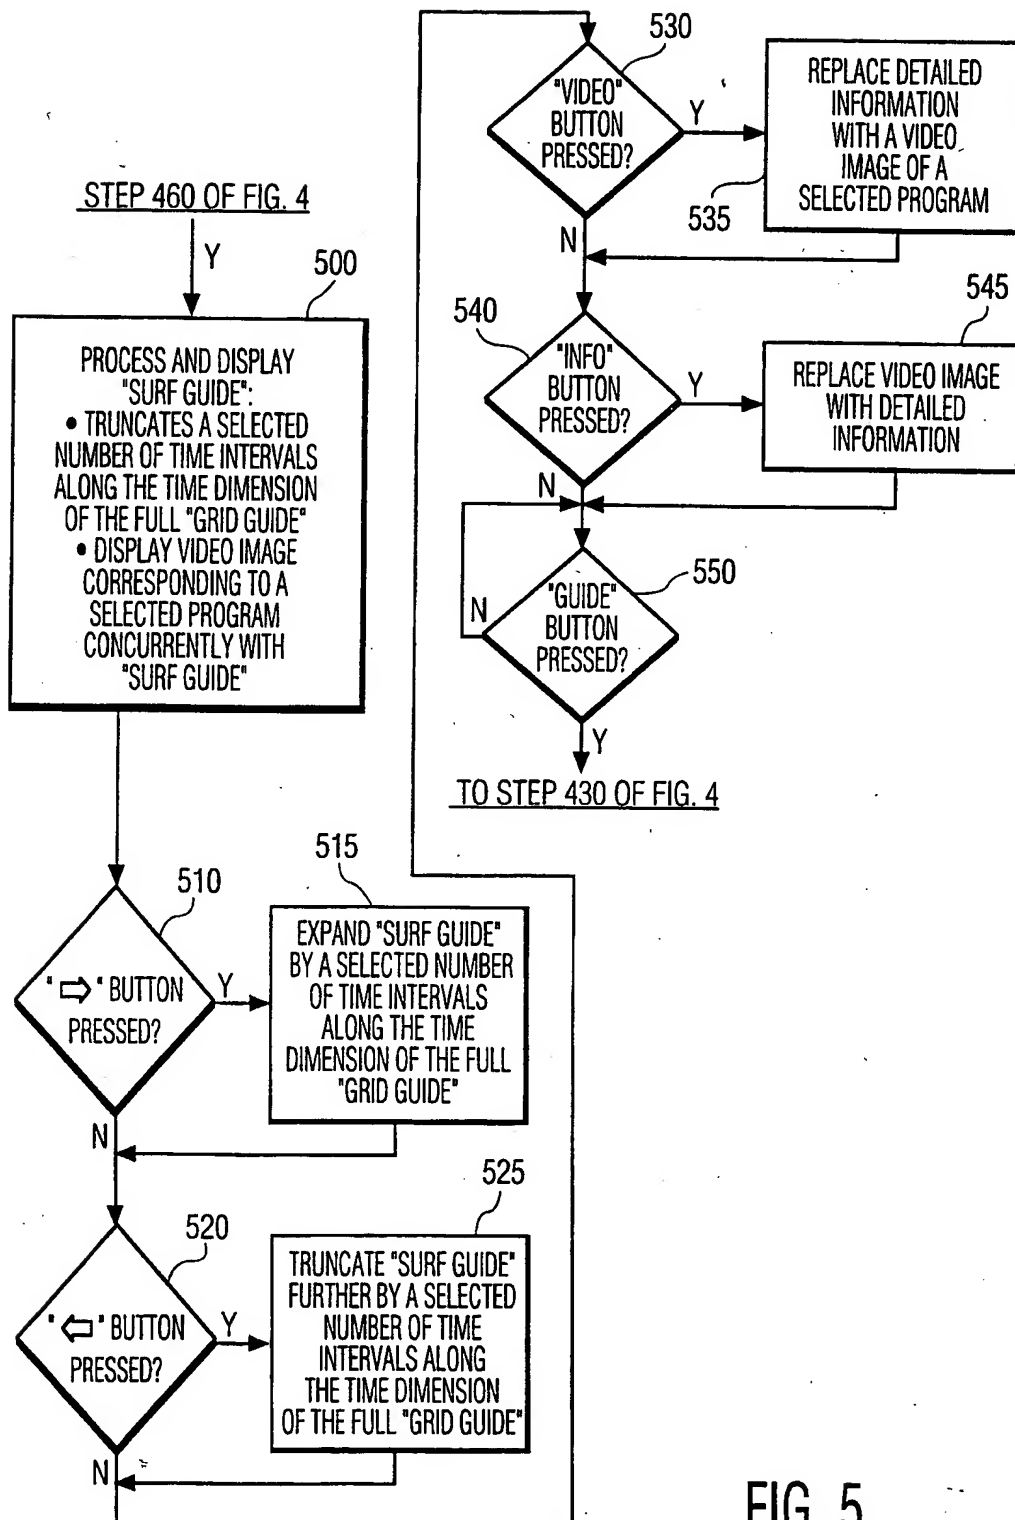 STEP 460 OF FIG. 4
Y
500
PROCESS AND DISPLAY
"SURF GUIDE":
• TRUNCATES A SELECTED
NUMBER OF TIME INTERVALS
ALONG THE TIME DIMENSION
OF THE FULL "GRID GUIDE"
• DISPLAY VIDEO IMAGE
CORRESPONDING TO A
SELECTED PROGRAM
CONCURRENTLY WITH
"SURF GUIDE"
510
" ⇨ " BUTTON
PRESSED?
Y
N
515
EXPAND "SURF GUIDE"
BY A SELECTED NUMBER
OF TIME INTERVALS
ALONG THE TIME
DIMENSION OF THE FULL
"GRID GUIDE"
520
" ⇦ " BUTTON
PRESSED?
Y
N
525
TRUNCATE "SURF GUIDE"
FURTHER BY A SELECTED
NUMBER OF TIME
INTERVALS ALONG
THE TIME DIMENSION
OF THE FULL "GRID GUIDE"
530
"VIDEO"
BUTTON
PRESSED?
Y
N
535
REPLACE DETAILED
INFORMATION
WITH A VIDEO
IMAGE OF A
SELECTED PROGRAM
540
"INFO"
BUTTON
PRESSED?
Y
N
545
REPLACE VIDEO IMAGE
WITH DETAILED
INFORMATION
550
"GUIDE"
BUTTON
PRESSED?
N
Y
TO STEP 430 OF FIG. 4
FIG. 5